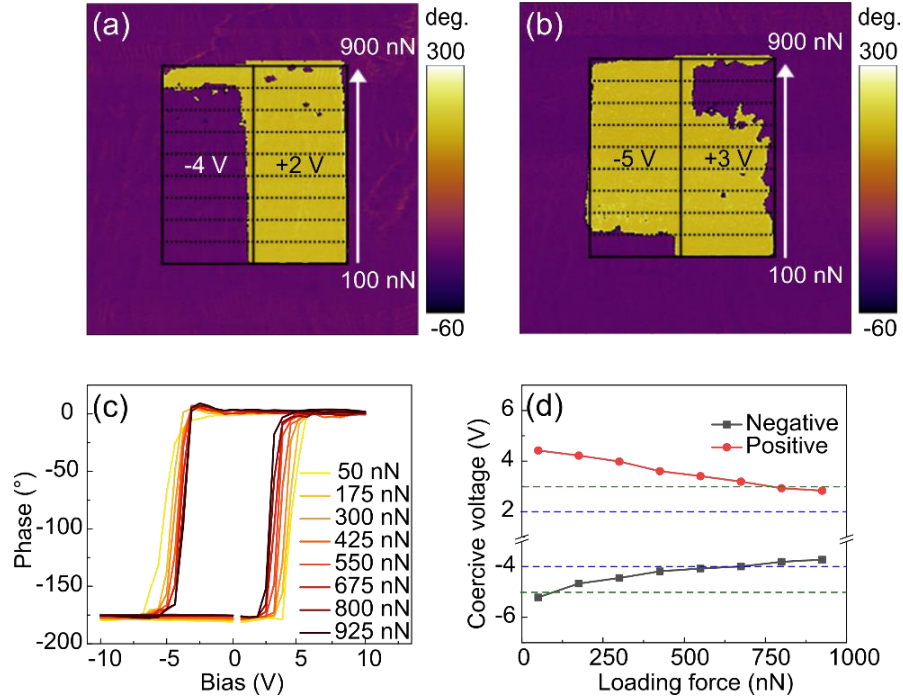 (a)
deg.
900 nN
300
-4 V
+2 V
100 nN
-60
(b)
deg.
900 nN
300
-5 V
+3 V
100 nN
-60
(c)
0
-50
-100
-150
-200
Phase (°)
50 nN
175 nN
300 nN
425 nN
550 nN
675 nN
800 nN
925 nN
-10
-5
0
5
10
Bias (V)
(d)
6
4
2
-4
-6
Coercive voltage (V)
Negative
Positive
0
250
500
750
1000
Loading force (nN)